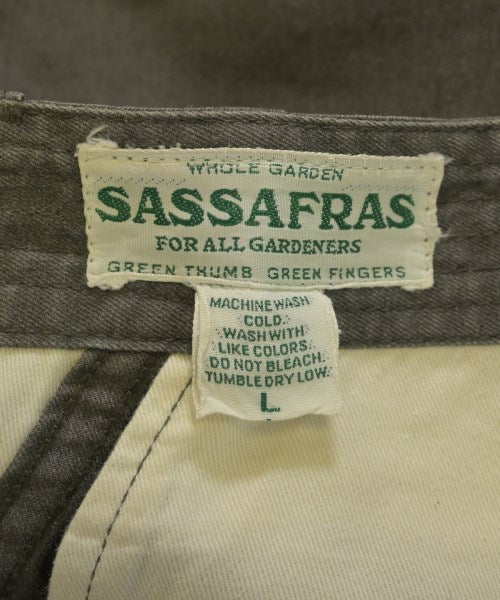 WHOLE GARDEN
SASSAFRAS
FOR ALL GARDENERS
GREEN THUMB GREEN FINGERS
MACHINE WASH
COLD.
WASH WITH
LIKE COLORS.
DO NOT BLEACH.
TUMBLE DRY LOW.
L